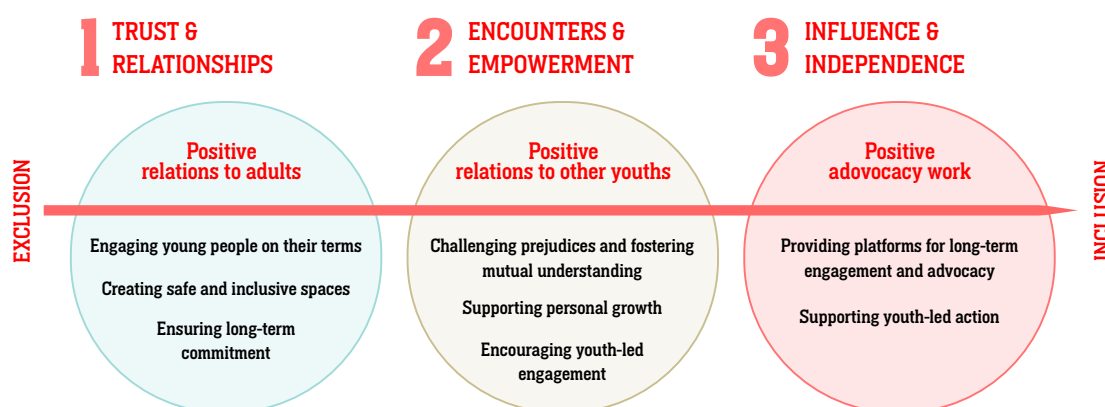 1 TRUST &
RELATIONSHIPS
2 ENCOUNTERS &
EMPOWERMENT
3 INFLUENCE &
INDEPENDENCE
EXCLUSION
Positive
relations to adults
Engaging young people on their terms
Creating safe and inclusive spaces
Ensuring long-term
commitment
Positive
relations to other youths
Challenging prejudices and fostering
mutual understanding
Supporting personal growth
Encouraging youth-led
engagement
Positive
adovocacy work
Providing platforms for long-term
engagement and advocacy
Supporting youth-led action
INCLUSION